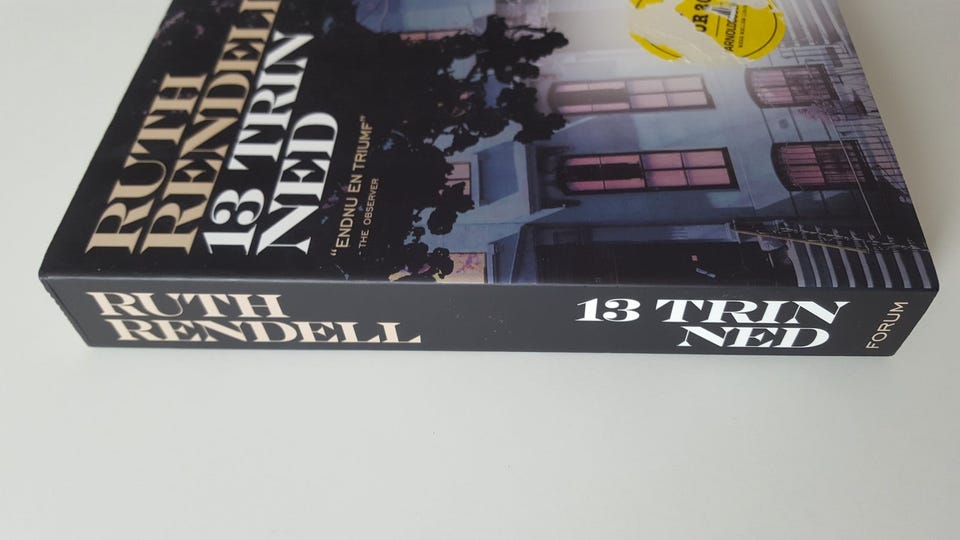 RUTH
RENDELL
13 TRIN
NED
"ENDNU EN TRIUMF"
THE OBSERVER
RUTH
RENDELL
13 TRIN
NED
FORUM